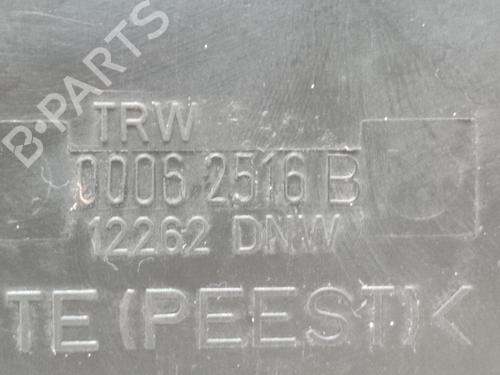 B-PARTS
TRW
0006 2516 B
12262 DNW
TE (PEEST)<